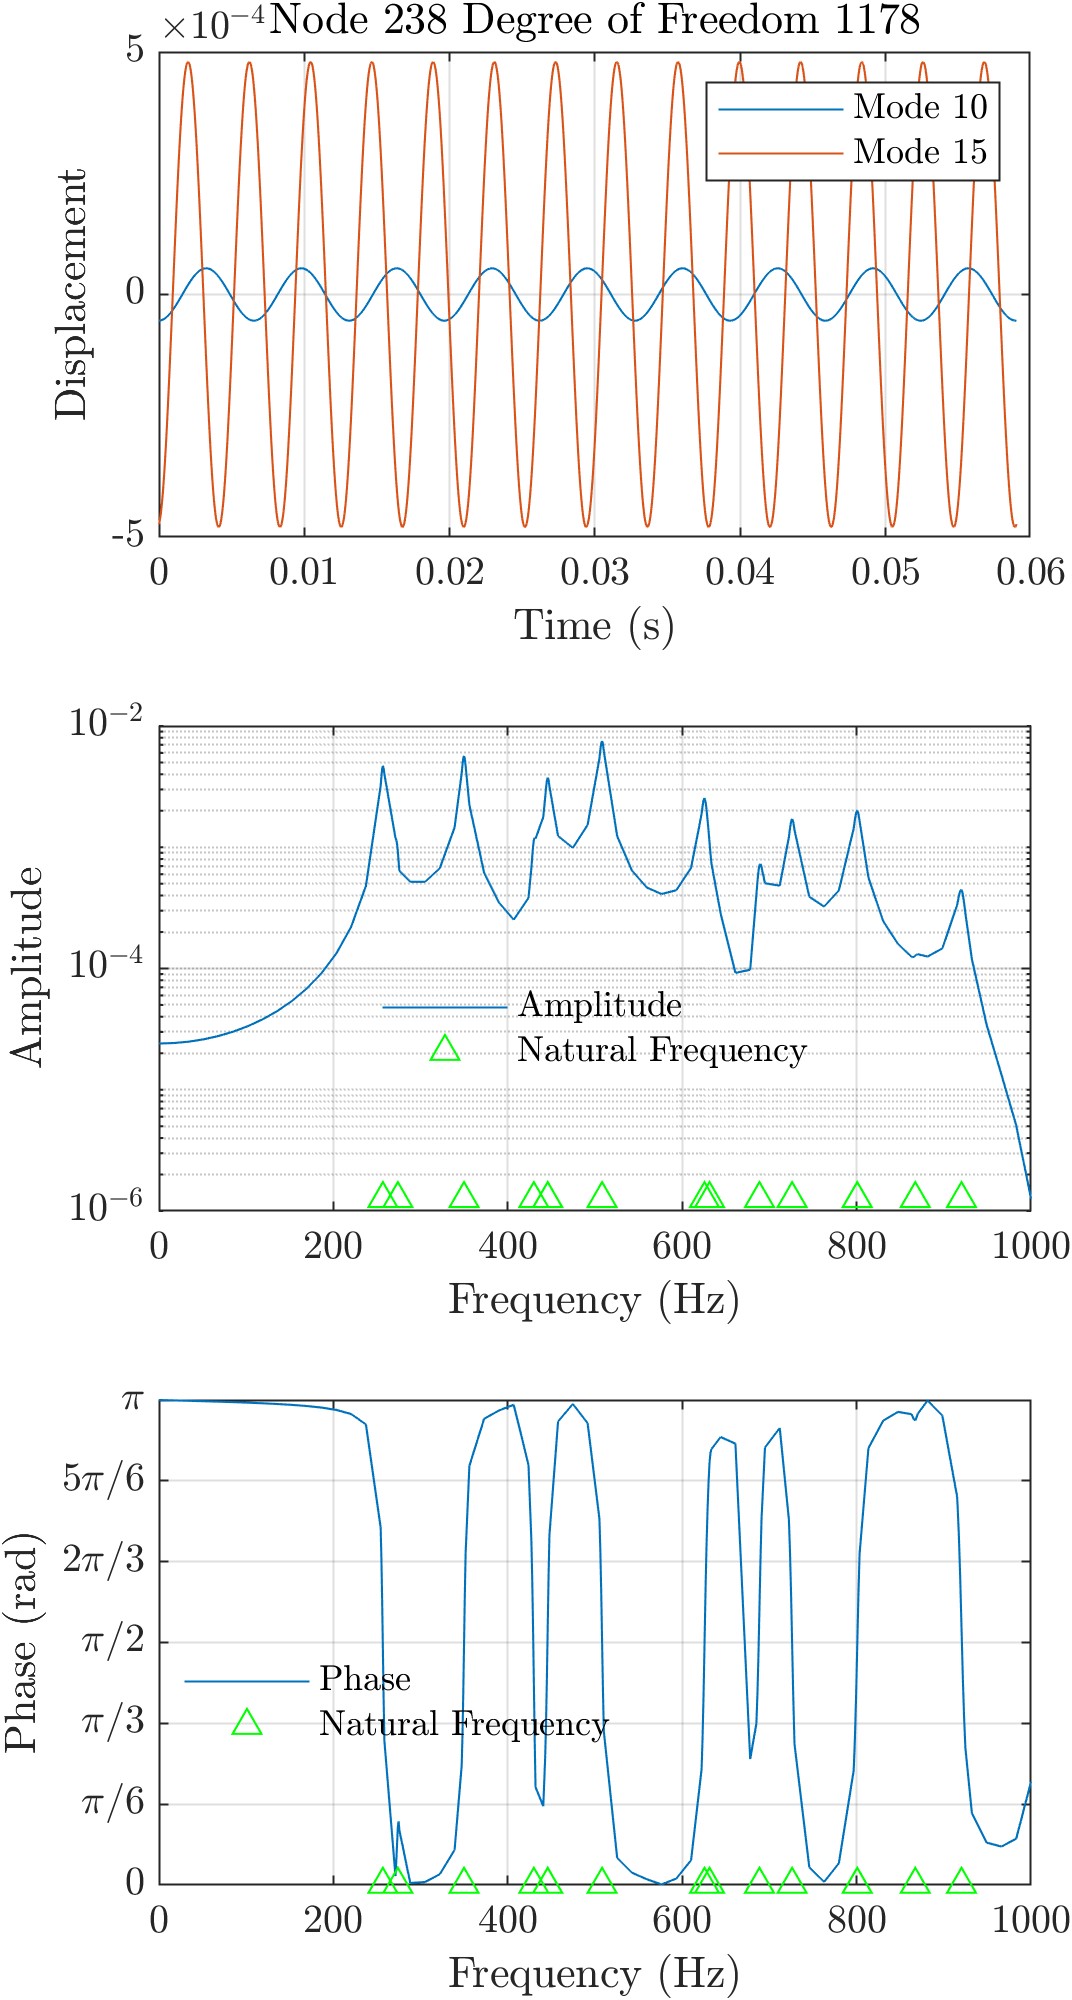 ×10⁻⁴ Node 238 Degree of Freedom 1178
5
0
-5
Displacement
Mode 10
Mode 15
0 0.01 0.02 0.03 0.04 0.05 0.06
Time (s)
10⁻²
10⁻⁴
10⁻⁶
Amplitude
Amplitude
Natural Frequency
0 200 400 600 800 1000
Frequency (Hz)
π
5π/6
2π/3
π/2
π/3
π/6
0
Phase (rad)
Phase
Natural Frequency
0 200 400 600 800 1000
Frequency (Hz)